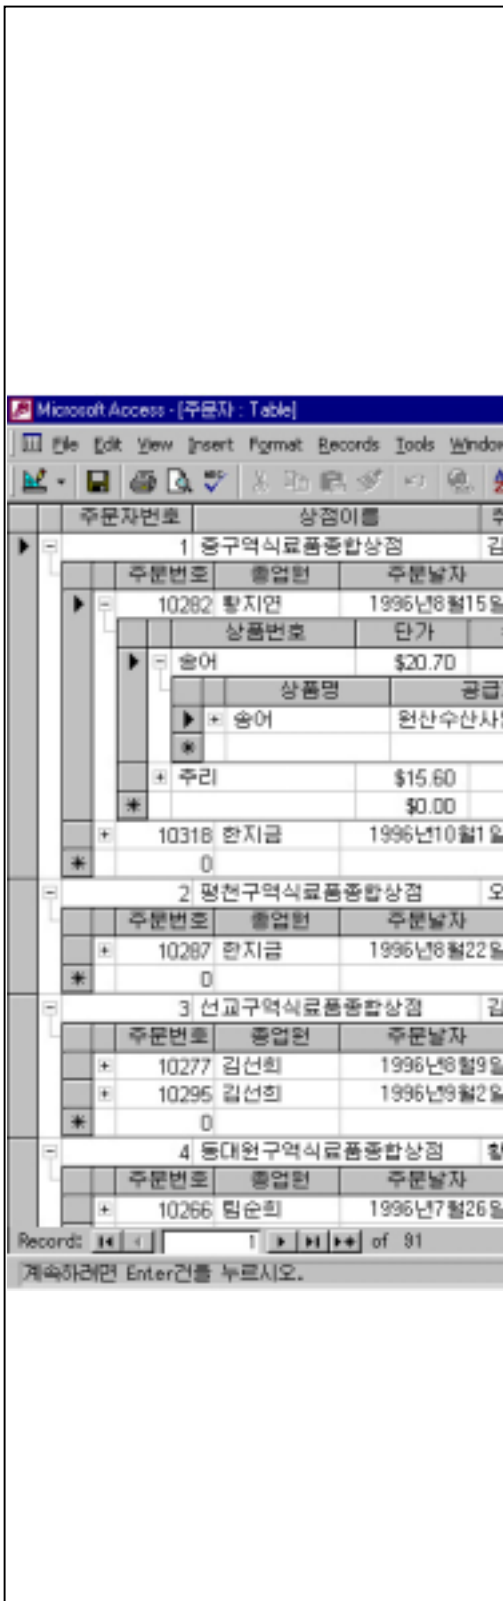 Microsoft Access - [주문자 : Table]
File Edit View Insert Format Records Tools Window
주문자번호 상점이름
1 중구역식료품종합상점
주문번호 종업원 주문날자
10282 황지연 1996년8월15일
상품번호 단가
숭어 $20.70
상품명
숭어 원산수산사
주리 $15.60
$0.00
10318 한지금 1996년10월1일
0
2 평천구역식료품종합상점 오
주문번호 종업원 주문날자
10287 한지금 1996년8월22일
0
3 선교구역식료품종합상점
주문번호 종업원 주문날자
10277 김선희 1996년8월9일
10295 김선희 1996년9월2일
0
4 동대원구역식료품종합상점
주문번호 종업원 주문날자
10266 림순희 1996년7월26일
Record: 1 of 91
계속하려면 Enter건를 누르시오.